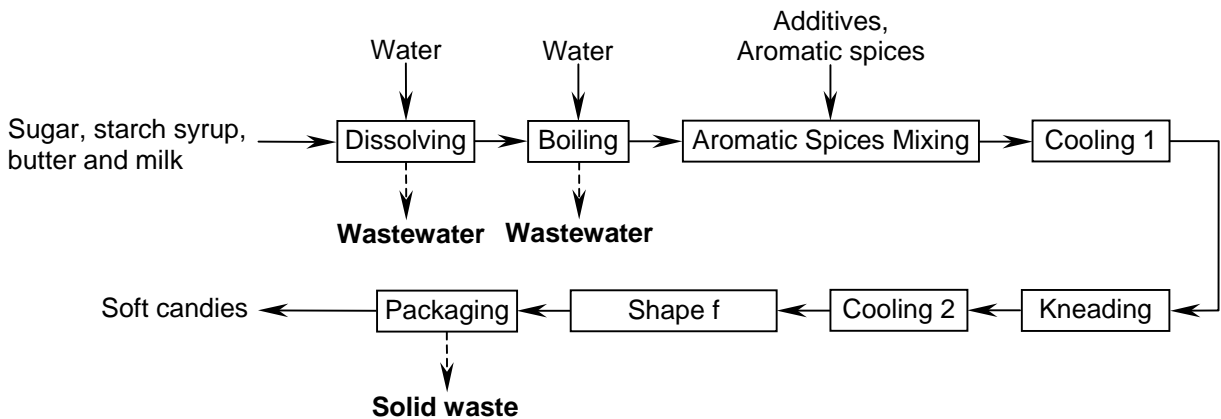 Additives,
Aromatic spices
Water
Water
Sugar, starch syrup,
butter and milk
Dissolving
Boiling
Aromatic Spices Mixing
Cooling 1
Wastewater
Wastewater
Soft candies
Packaging
Shape f
Cooling 2
Kneading
Solid waste